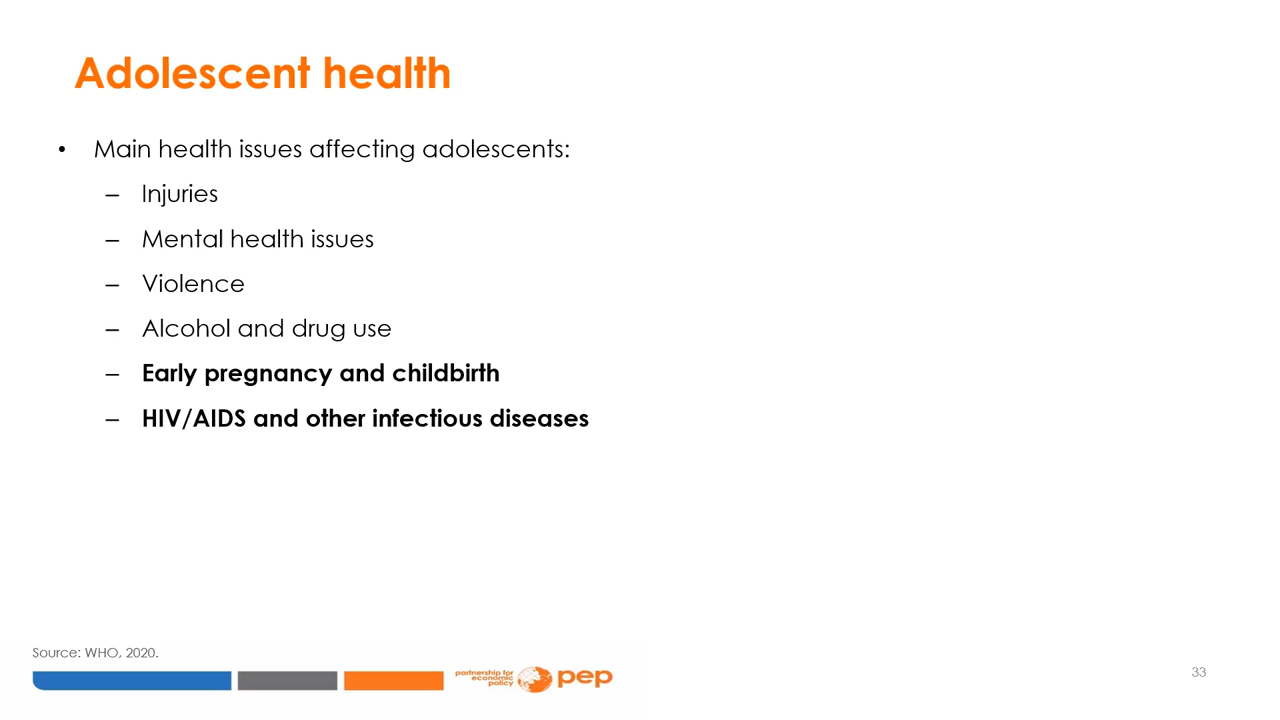 Adolescent health
• Main health issues affecting adolescents:
– Injuries
– Mental health issues
– Violence
– Alcohol and drug use
– Early pregnancy and childbirth
– HIV/AIDS and other infectious diseases
Source: WHO, 2020.
partnership for
economic
policy
pep
33